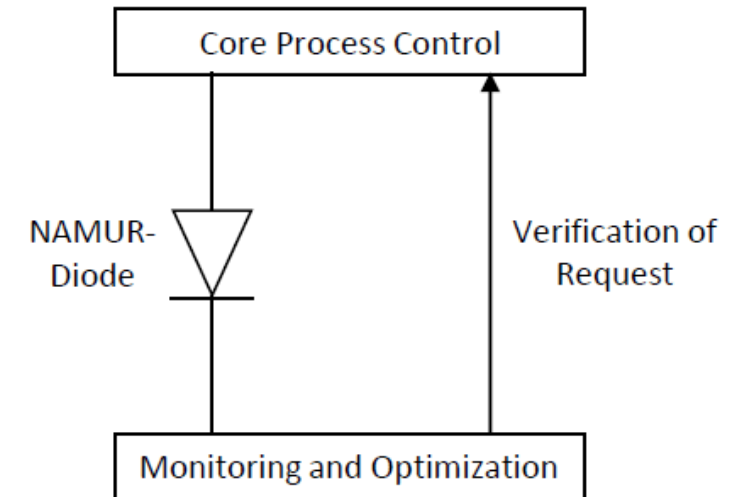 Core Process Control
NAMUR-
Diode
Verification of
Request
Monitoring and Optimization